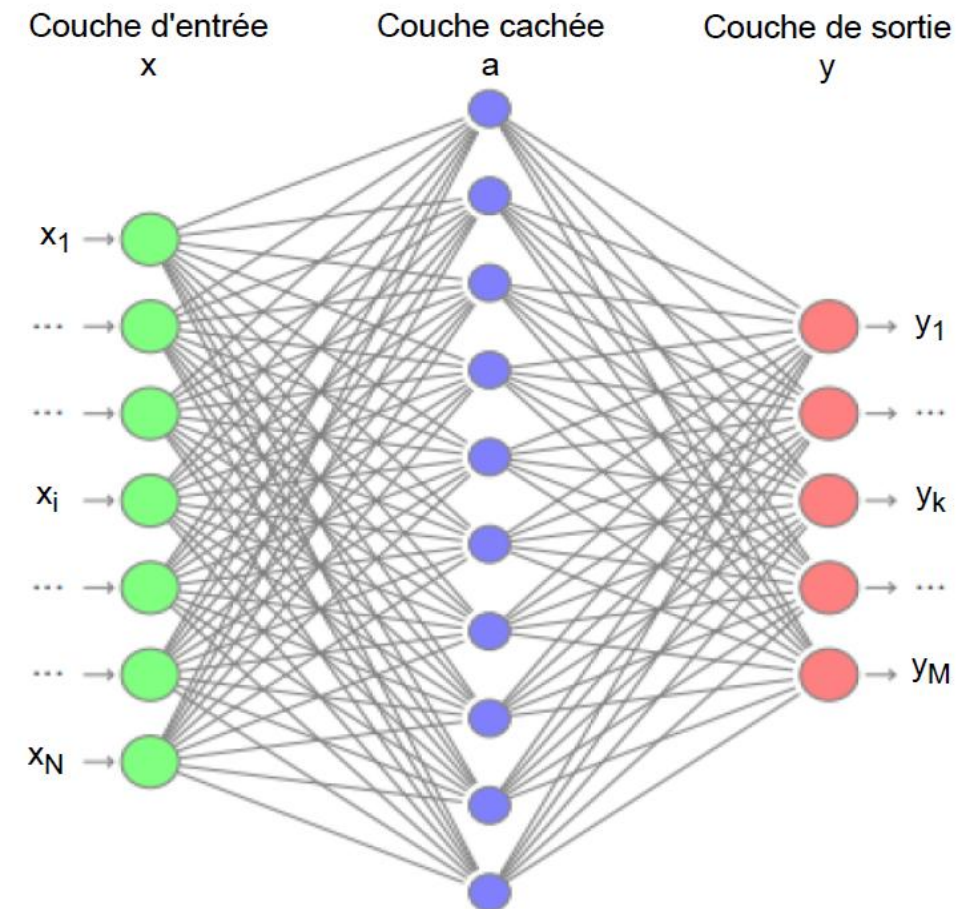 Couche d'entrée
x
Couche cachée
a
Couche de sortie
y
x1
...
...
xi
...
...
xN
y1
...
yk
...
yM